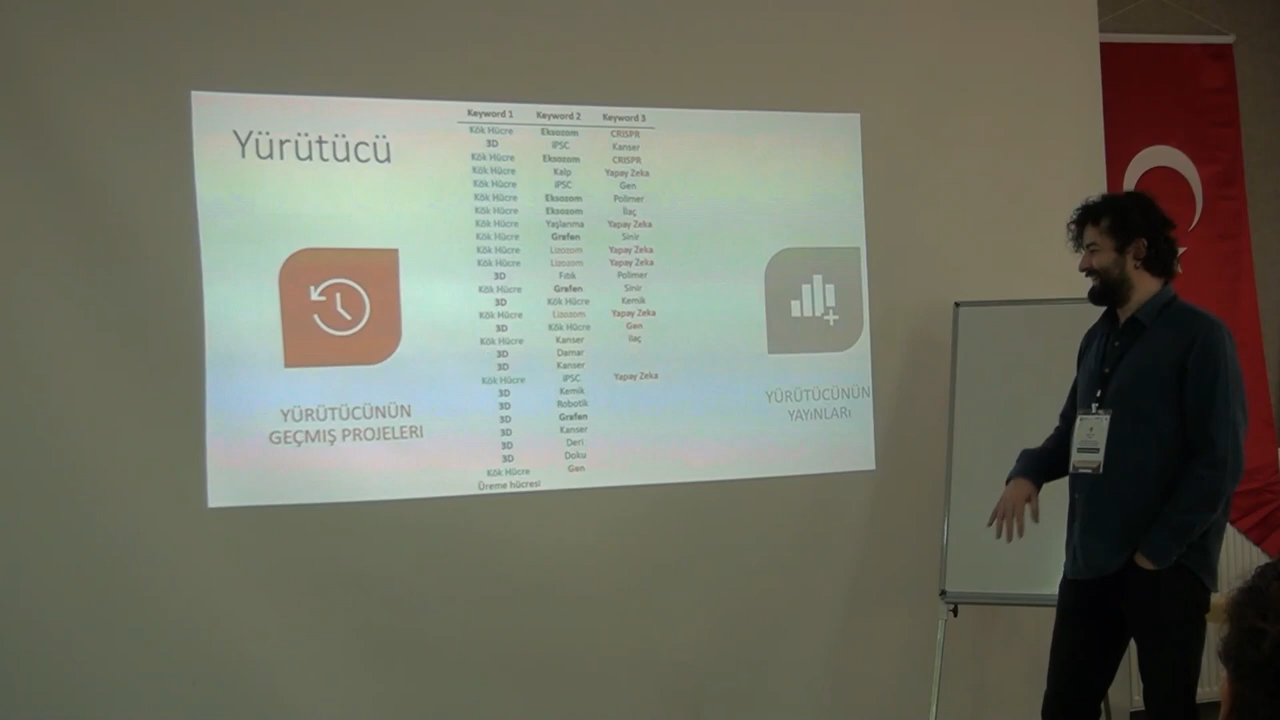 Yürütücü
Keyword 1 Keyword 2 Keyword 3
Kök Hücre Eksozom CRISPR
3D iPSC Kanser
Kök Hücre Eksozom CRISPR
Kök Hücre Kalp Yapay Zeka
Kök Hücre iPSC Gen
Kök Hücre Eksozom Polimer
Kök Hücre Eksozom İlaç
Kök Hücre Yaşlanma Yapay Zeka
Kök Hücre Grafen Sinir
Kök Hücre Lizozom Yapay Zeka
Kök Hücre Lizozom Yapay Zeka
3D Fıtık Polimer
Kök Hücre Grafen Sinir
3D Kök Hücre Kemik
Kök Hücre Lizozom Yapay Zeka
3D Kök Hücre Gen
Kök Hücre Kanser ilaç
3D Damar
3D Kanser
Kök Hücre iPSC Yapay Zeka
3D Kemik
3D Robotik
3D Grafen
3D Kanser
3D Deri
3D Doku
Kök Hücre Gen
Üreme hücresi
YÜRÜTÜCÜNÜN
GEÇMİŞ PROJELERI
YÜRÜTÜCÜNÜN
YAYINLARI